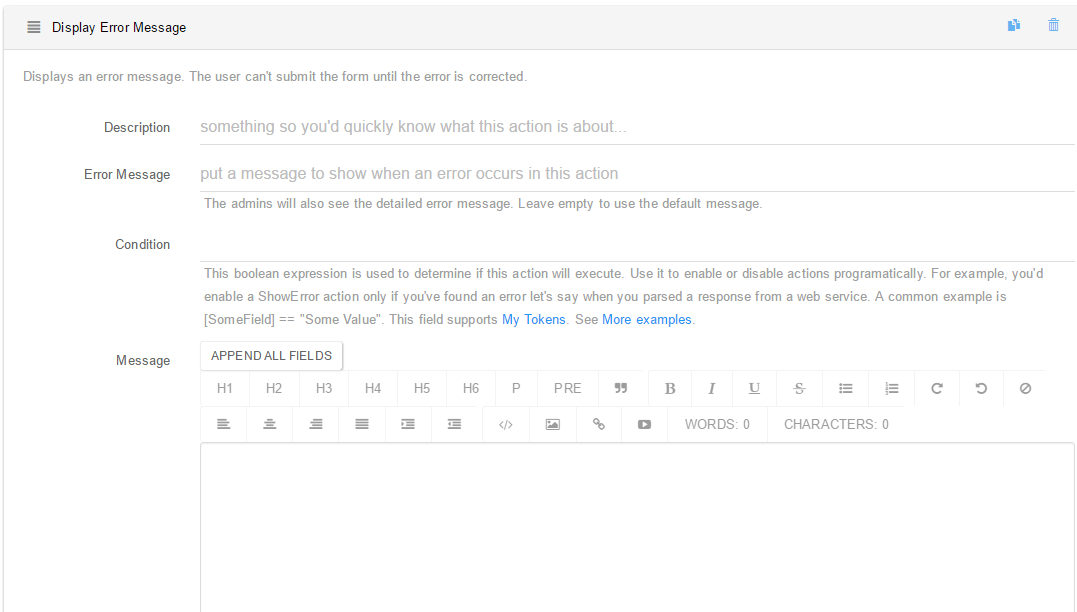 Display Error Message
Displays an error message. The user can't submit the form until the error is corrected.
Description
something so you'd quickly know what this action is about...
Error Message
put a message to show when an error occurs in this action
The admins will also see the detailed error message. Leave empty to use the default message.
Condition
This boolean expression is used to determine if this action will execute. Use it to enable or disable actions programatically. For example, you'd
enable a ShowError action only if you've found an error let's say when you parsed a response from a web service. A common example is
[SomeField] == "Some Value". This field supports My Tokens. See More examples.
Message
APPEND ALL FIELDS
H1 H2 H3 H4 H5 H6 P PRE B I U S
WORDS: 0 CHARACTERS: 0